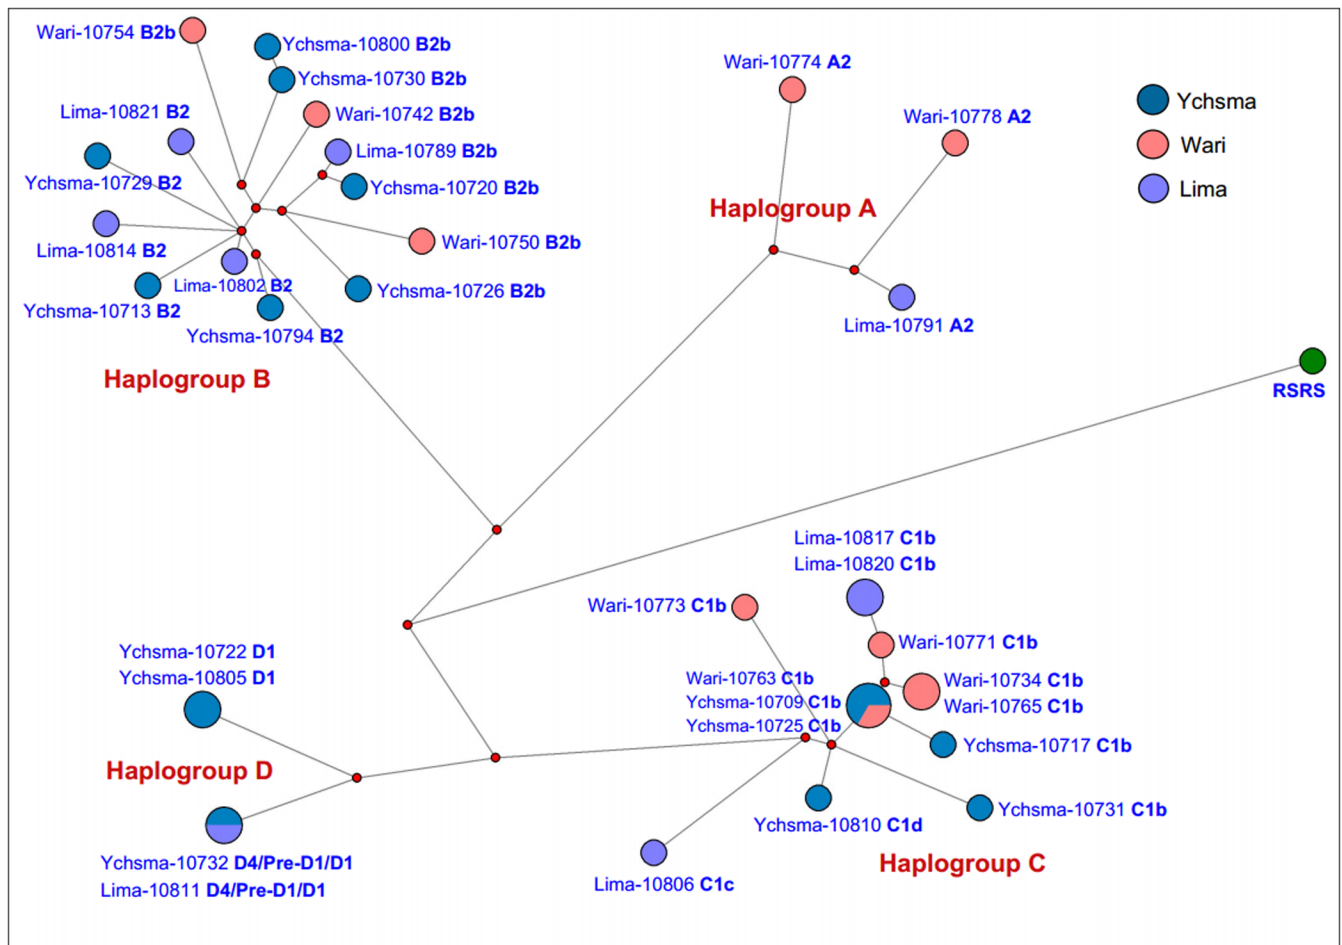 Wari-10754 B2b
Ychsma-10800 B2b
Ychsma-10730 B2b
Lima-10821 B2
Wari-10742 B2b
Lima-10789 B2b
Ychsma-10729 B2
Ychsma-10720 B2b
Lima-10814 B2
Wari-10750 B2b
Lima-10802 B2
Ychsma-10726 B2b
Ychsma-10713 B2
Ychsma-10794 B2
Haplogroup B
Wari-10774 A2
Wari-10778 A2
Haplogroup A
Lima-10791 A2
Ychsma
Wari
Lima
RSRS
Lima-10817 C1b
Lima-10820 C1b
Wari-10773 C1b
Wari-10771 C1b
Wari-10763 C1b
Ychsma-10709 C1b
Ychsma-10725 C1b
Wari-10734 C1b
Wari-10765 C1b
Ychsma-10717 C1b
Ychsma-10731 C1b
Ychsma-10810 C1d
Haplogroup C
Lima-10806 C1c
Ychsma-10722 D1
Ychsma-10805 D1
Haplogroup D
Ychsma-10732 D4/Pre-D1/D1
Lima-10811 D4/Pre-D1/D1